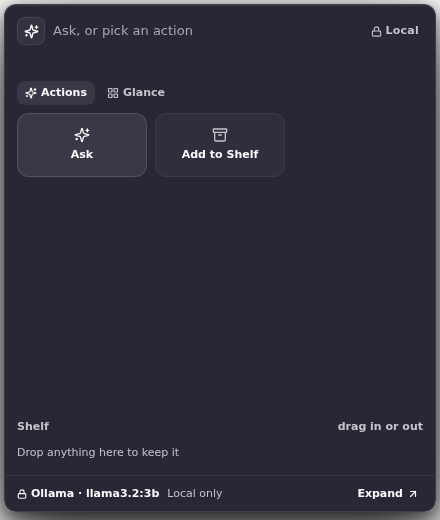 Ask, or pick an action Local
Actions Glance
Ask Add to Shelf
Shelf drag in or out
Drop anything here to keep it
Ollama · llama3.2:3b Local only Expand